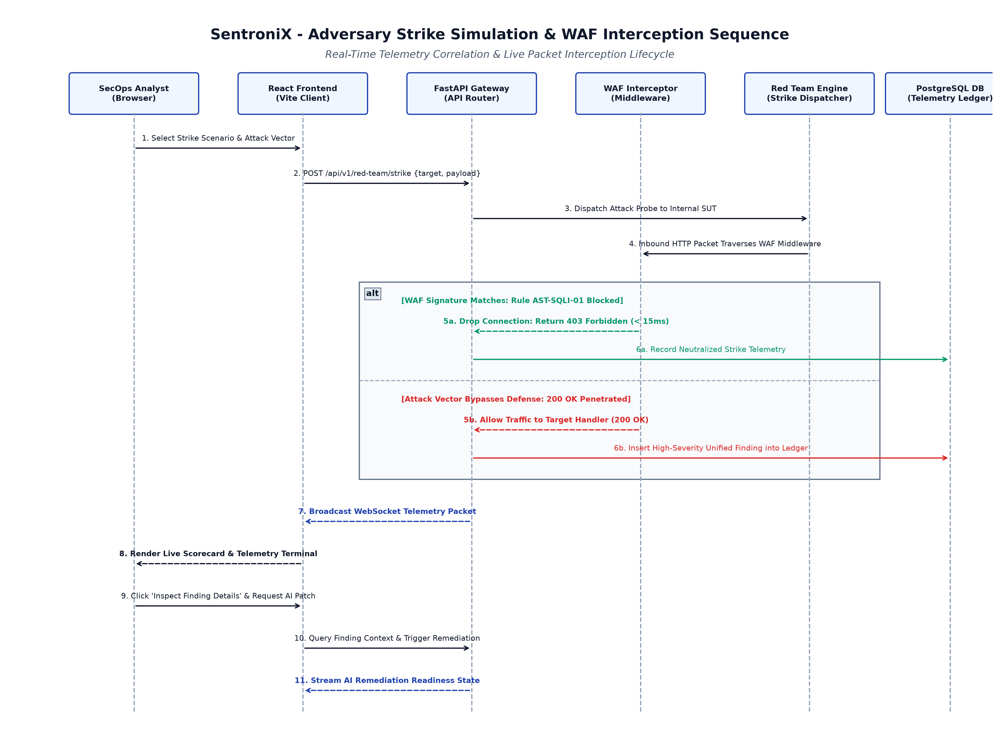 SentroniX - Adversary Strike Simulation & WAF Interception Sequence
Real-Time Telemetry Correlation & Live Packet Interception Lifecycle
SecOps Analyst
(Browser)
React Frontend
(Vite Client)
FastAPI Gateway
(API Router)
WAF Interceptor
(Middleware)
Red Team Engine
(Strike Dispatcher)
PostgreSQL DB
(Telemetry Ledger)
1. Select Strike Scenario & Attack Vector
2. POST /api/v1/red-team/strike {target, payload}
3. Dispatch Attack Probe to Internal SUT
4. Inbound HTTP Packet Traverses WAF Middleware
alt
[WAF Signature Matches: Rule AST-SQLI-01 Blocked]
5a. Drop Connection: Return 403 Forbidden (< 15ms)
6a. Record Neutralized Strike Telemetry
[Attack Vector Bypasses Defense: 200 OK Penetrated]
5b. Allow Traffic to Target Handler (200 OK)
6b. Insert High-Severity Unified Finding into Ledger
7. Broadcast WebSocket Telemetry Packet
8. Render Live Scorecard & Telemetry Terminal
9. Click 'Inspect Finding Details' & Request AI Patch
10. Query Finding Context & Trigger Remediation
11. Stream AI Remediation Readiness State